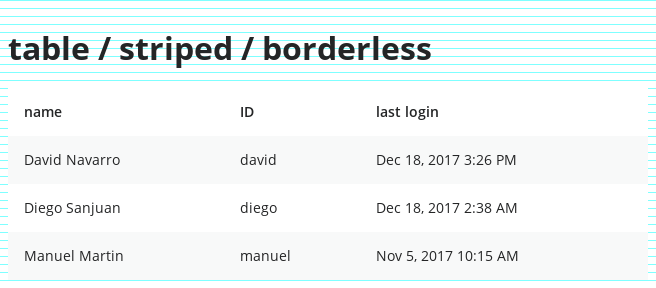 table / striped / borderless
name ID last login
David Navarro david Dec 18, 2017 3:26 PM
Diego Sanjuan diego Dec 18, 2017 2:38 AM
Manuel Martin manuel Nov 5, 2017 10:15 AM